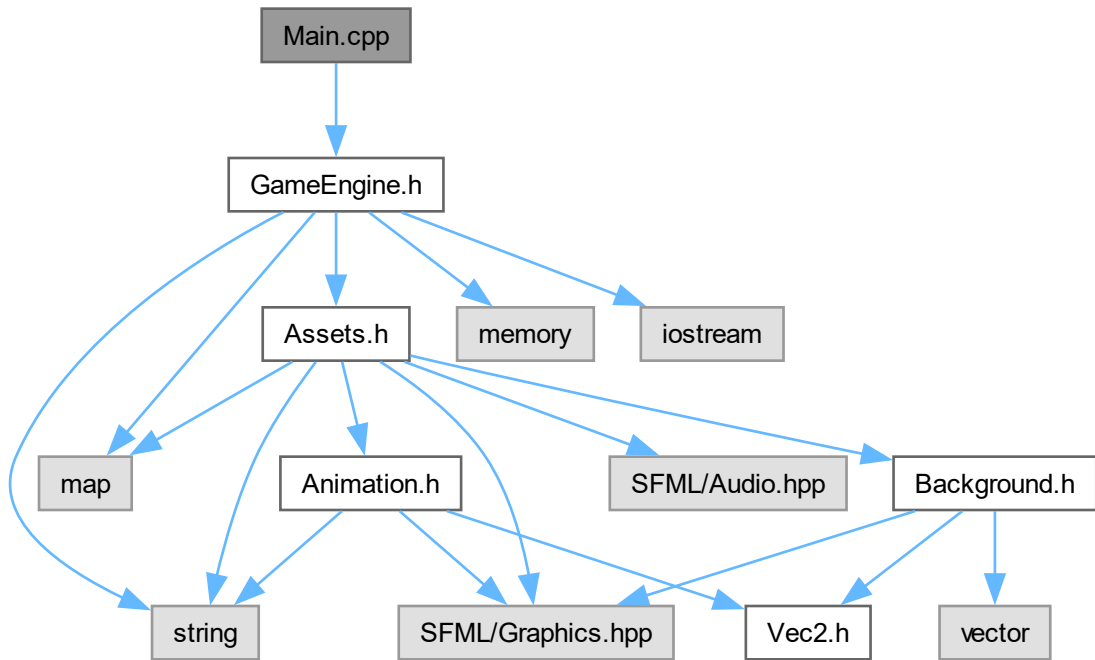 Main.cpp
GameEngine.h
Assets.h
memory
iostream
map
Animation.h
SFML/Audio.hpp
Background.h
string
SFML/Graphics.hpp
Vec2.h
vector